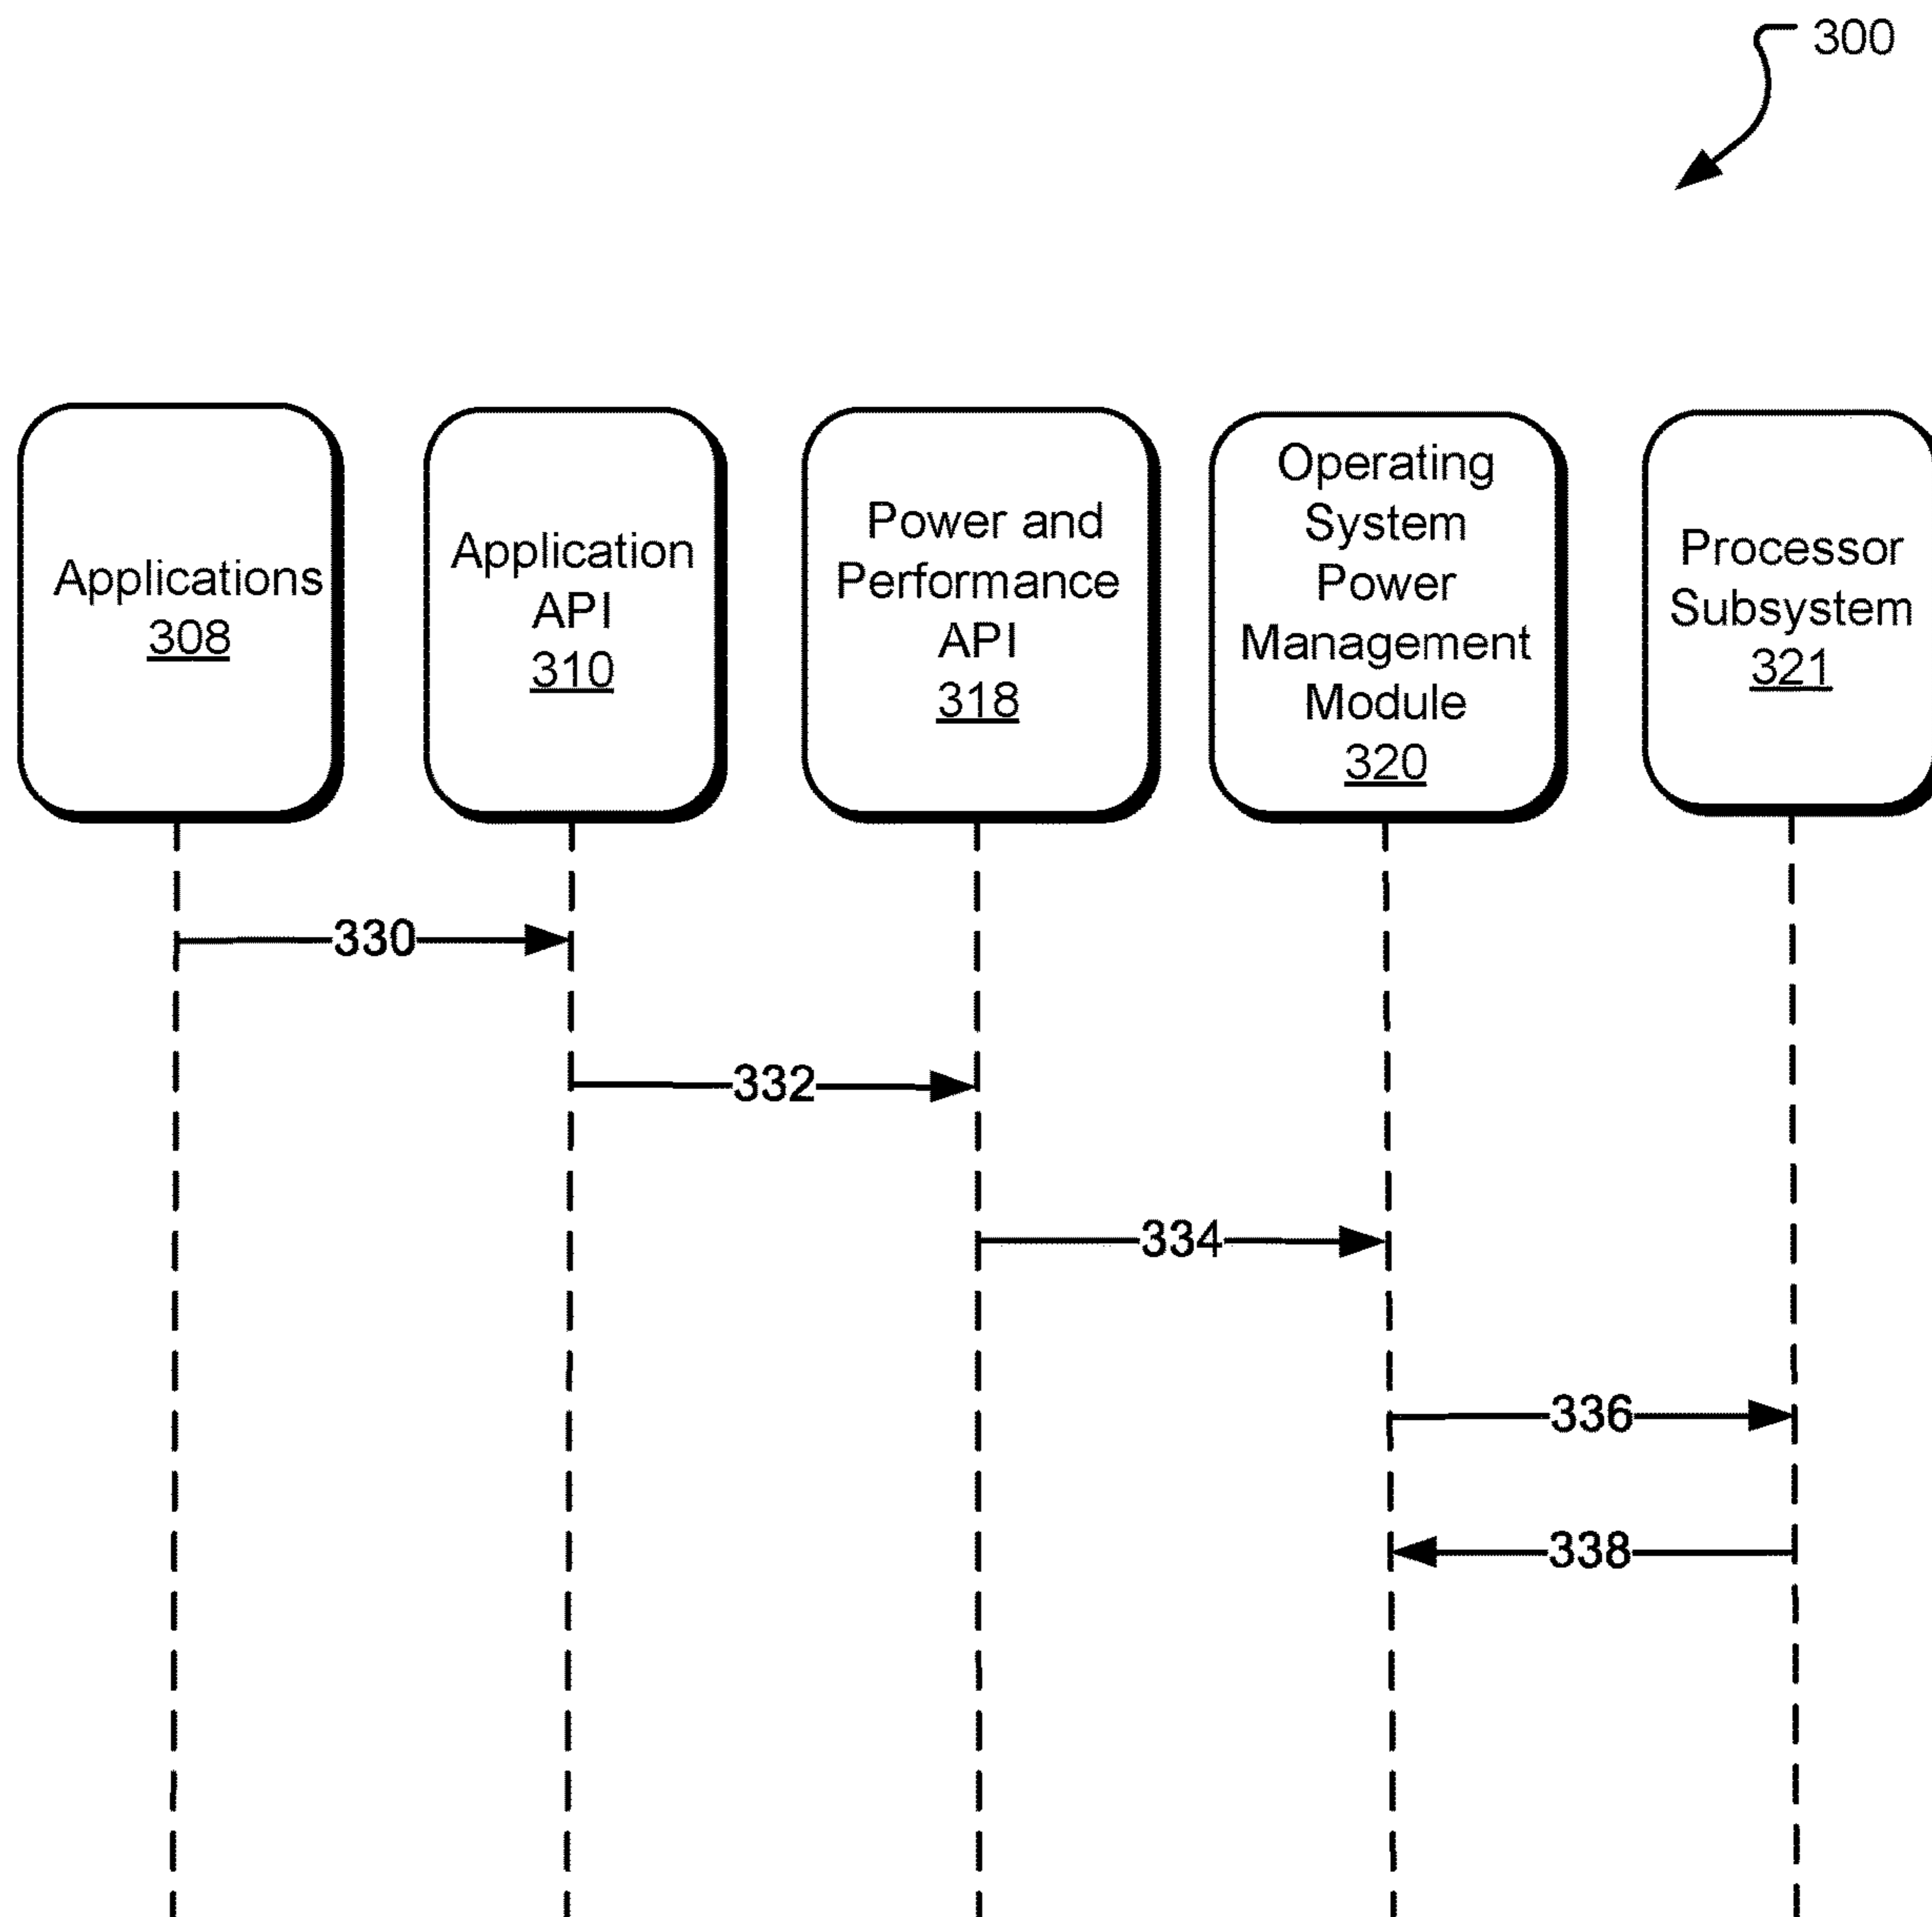 300
Applications
308
Application
API
310
Power and
Performance
API
318
Operating
System
Power
Management
Module
320
Processor
Subsystem
321
330
332
334
336
338